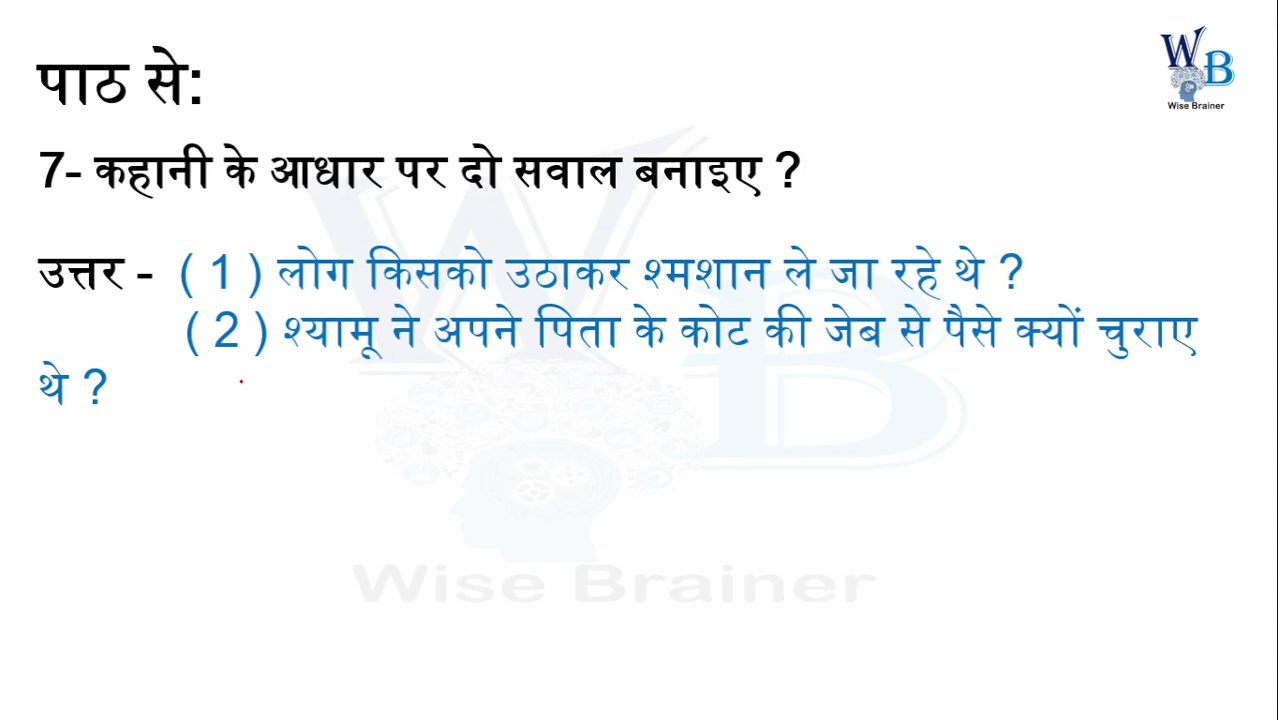 W B
Wise Brainer
पाठ से:
7- कहानी के आधार पर दो सवाल बनाइए ?
उत्तर - ( 1 ) लोग किसको उठाकर श्मशान ले जा रहे थे ?
( 2 ) श्यामू ने अपने पिता के कोट की जेब से पैसे क्यों चुराए
थे ?
W B
Wise Brainer